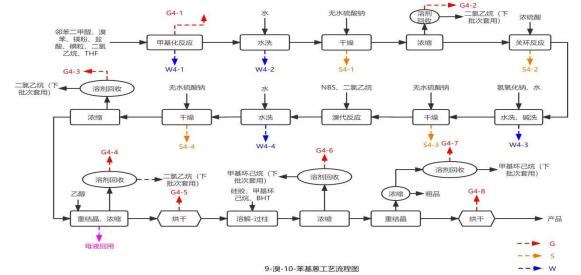 G4-1
水
无水硫酸钠
溶剂回收
G4-2
二氯乙烷（下批次套用）
浓硫酸
邻苯二甲醛、溴
苯、镁粉、盐
酸、碘粒、二氯
乙烷、THF
甲基化反应
水洗
干燥
浓缩
关环反应
W4-1
W4-2
S4-1
S4-2
G4-3
二氯乙烷（下
批次套用）
溶剂回收
无水硫酸钠
水
NBS、二氯乙烷
无水硫酸钠
氢氧化钠、水
浓缩
干燥
水洗
溴代反应
干燥
水洗、碱洗
S4-4
W4-4
S4-3
W4-3
G4-4
溶剂回收
二氯乙烷（下
批次套用）
乙醇
G4-5
硅胶、甲基环
己烷、BHT
甲基环己烷（下
批次套用）
溶剂回收
G4-6
G4-7
溶剂回收
甲基环己烷（下
批次套用）
浓缩
粗品
G4-8
重结晶、浓缩
烘干
溶解-过柱
浓缩
重结晶
烘干
产品
母液回用
G
S
W
9-溴-10-苯基蒽工艺流程图